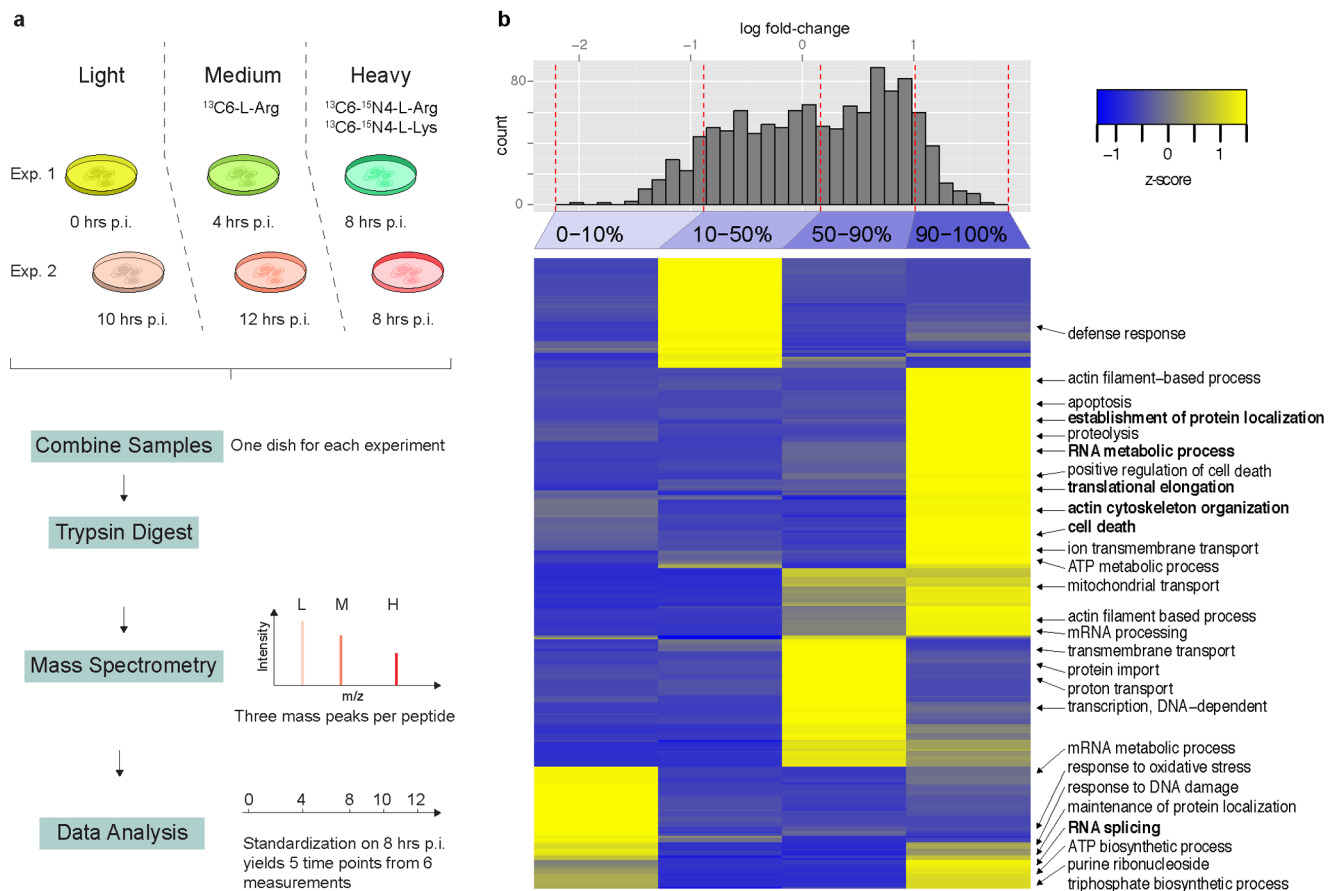 a
Light
Medium
Heavy
13C6-L-Arg
13C6-15N4-L-Arg
13C6-15N4-L-Lys
Exp. 1
0 hrs p.i.
4 hrs p.i.
8 hrs p.i.
Exp. 2
10 hrs p.i.
12 hrs p.i.
8 hrs p.i.
Combine Samples
One dish for each experiment
Trypsin Digest
Mass Spectrometry
L M H
Intensity
m/z
Three mass peaks per peptide
Data Analysis
0 4 8 10 12
Standardization on 8 hrs p.i.
yields 5 time points from 6
measurements
b
log fold-change
−2 −1 0 1
count
80
0
0−10% 10−50% 50−90% 90−100%
−1 0 1
z-score
defense response
actin filament−based process
apoptosis
establishment of protein localization
proteolysis
RNA metabolic process
positive regulation of cell death
translational elongation
actin cytoskeleton organization
cell death
ion transmembrane transport
ATP metabolic process
mitochondrial transport
actin filament based process
mRNA processing
transmembrane transport
protein import
proton transport
transcription, DNA−dependent
mRNA metabolic process
response to oxidative stress
response to DNA damage
maintenance of protein localization
RNA splicing
ATP biosynthetic process
purine ribonucleoside
triphosphate biosynthetic process